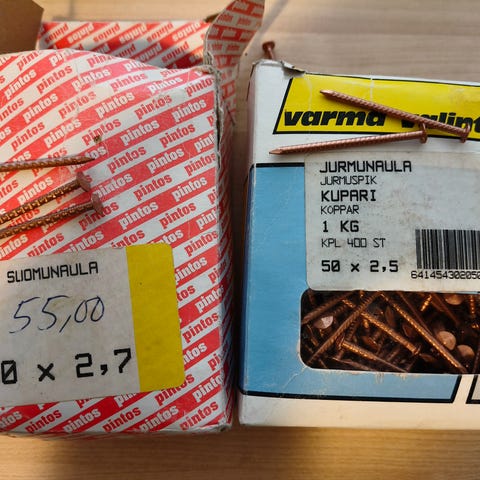 pintos
SUOMUNAULA
55,00
0 x 2,7
varma valint
JURMUNAULA
JURMUSPIK
KUPARI
KOPPAR
1 KG
KPL 400 ST
50 x 2,5